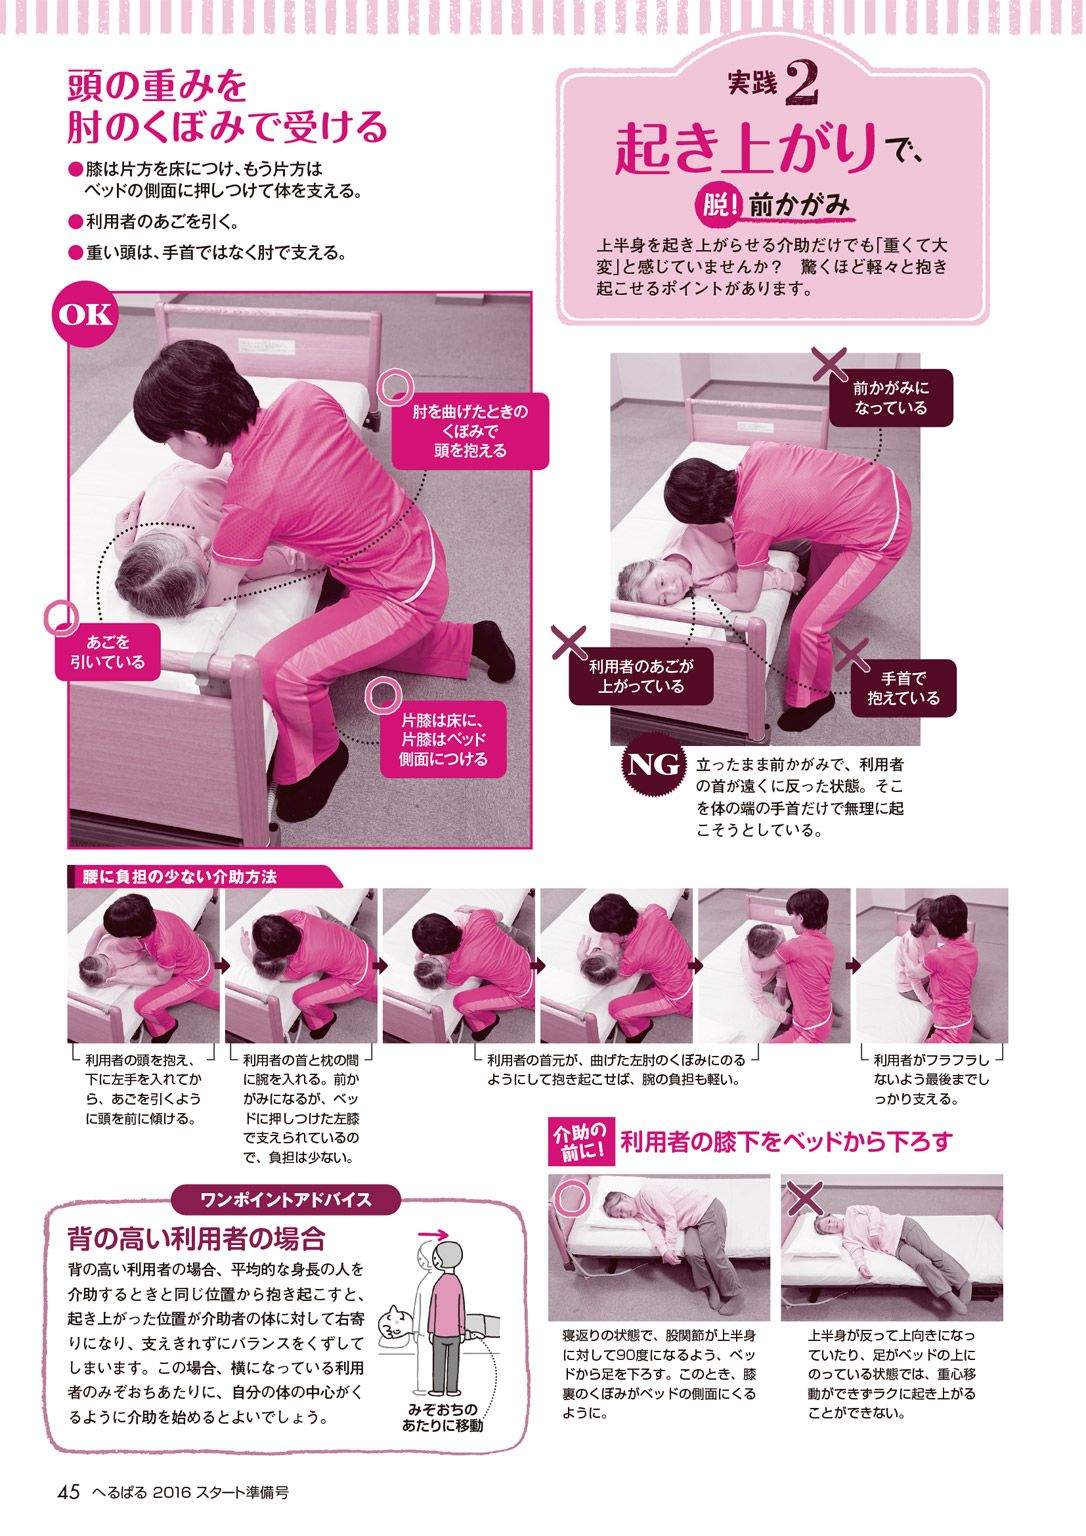 実践2
起き上がりで、
脱!前かがみ
上半身を起き上がらせる介助だけでも「重くて大
変」と感じていませんか? 驚くほど軽々と抱き
起こせるポイントがあります。
頭の重みを
肘のくぼみで受ける
●膝は片方を床につけ、もう片方は
ベッドの側面に押しつけて体を支える。
●利用者のあごを引く。
●重い頭は、手首ではなく肘で支える。
OK
肘を曲げたときの
くぼみで
頭を抱える
あごを
引いている
片膝は床に、
片膝はベッド
側面につける
前かがみに
なっている
利用者のあごが
上がっている
手首で
抱えている
NG
立ったまま前かがみで、利用者
の首が遠くに反った状態。そこ
を体の端の手首だけで無理に起
こそうとしている。
腰に負担の少ない介助方法
利用者の頭を抱え、
下に左手を入れてか
ら、あごを引くよう
に頭を前に傾ける。
利用者の首と枕の間
に腕を入れる。前か
がみになるが、ベッ
ドに押しつけた左膝
で支えられているの
で、負担は少ない。
利用者の首元が、曲げた左肘のくぼみにのる
ようにして抱き起こせば、腕の負担も軽い。
利用者がフラフラし
ないよう最後までし
っかり支える。
ワンポイントアドバイス
背の高い利用者の場合
背の高い利用者の場合、平均的な身長の人を
介助するときと同じ位置から抱き起こすと、
起き上がった位置が介助者の体に対して右寄
りになり、支えきれずにバランスをくずして
しまいます。この場合、横になっている利用
者のみぞおちあたりに、自分の体の中心がく
るように介助を始めるとよいでしょう。
みぞおちの
あたりに移動
介助の
前に!
利用者の膝下をベッドから下ろす
寝返りの状態で、股関節が上半身
に対して90度になるよう、ベッ
ドから足を下ろす。このとき、膝
裏のくぼみがベッドの側面にくる
ように。
上半身が反って上向きになっ
ていたり、足がベッドの上に
のっている状態では、重心移
動ができずラクに起き上がる
ことができない。
45 へるぱる 2016 スタート準備号